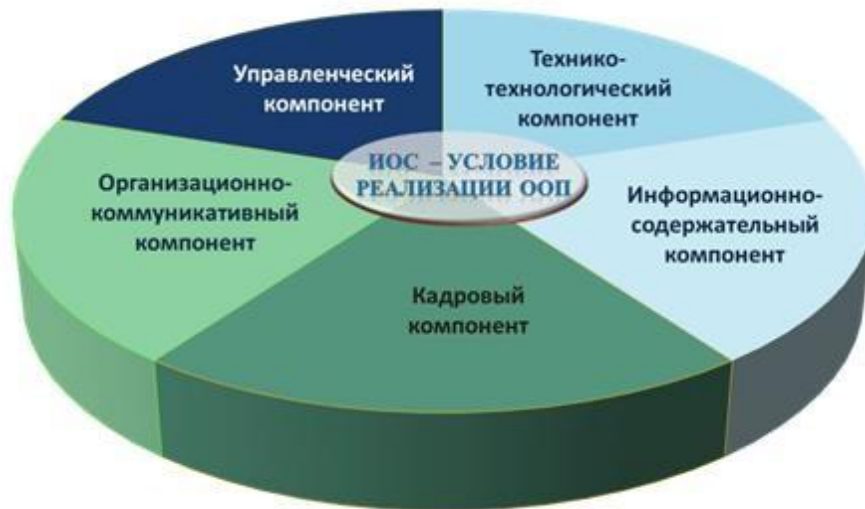 Управленческий
компонент
Технико-
технологический
компонент
ИОС – УСЛОВИЕ
РЕАЛИЗАЦИИ ООП
Организационно-
коммуникативный
компонент
Информационно-
содержательный
компонент
Кадровый
компонент